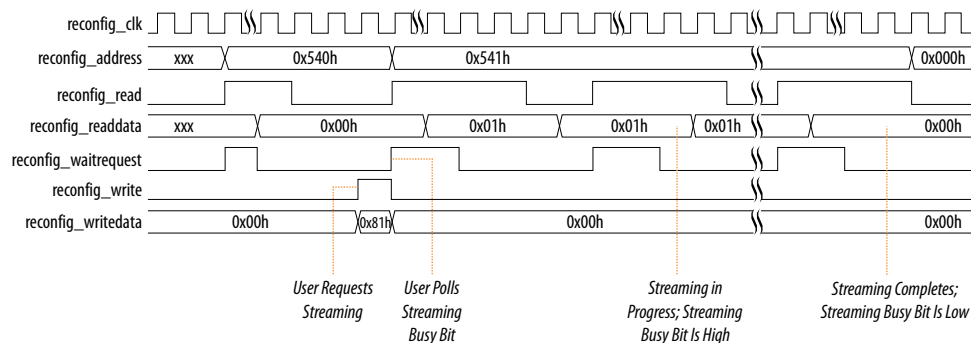 reconfig_clk
reconfig_address xxx 0x540h 0x541h 0x000h
reconfig_read
reconfig_readdata xxx 0x00h 0x01h 0x01h 0x01h 0x00h
reconfig_waitrequest
reconfig_write
reconfig_writedata 0x00h 0x81h 0x00h 0x00h
User Requests
Streaming
User Polls
Streaming
Busy Bit
Streaming in
Progress; Streaming
Busy Bit Is High
Streaming Completes;
Streaming Busy Bit Is Low